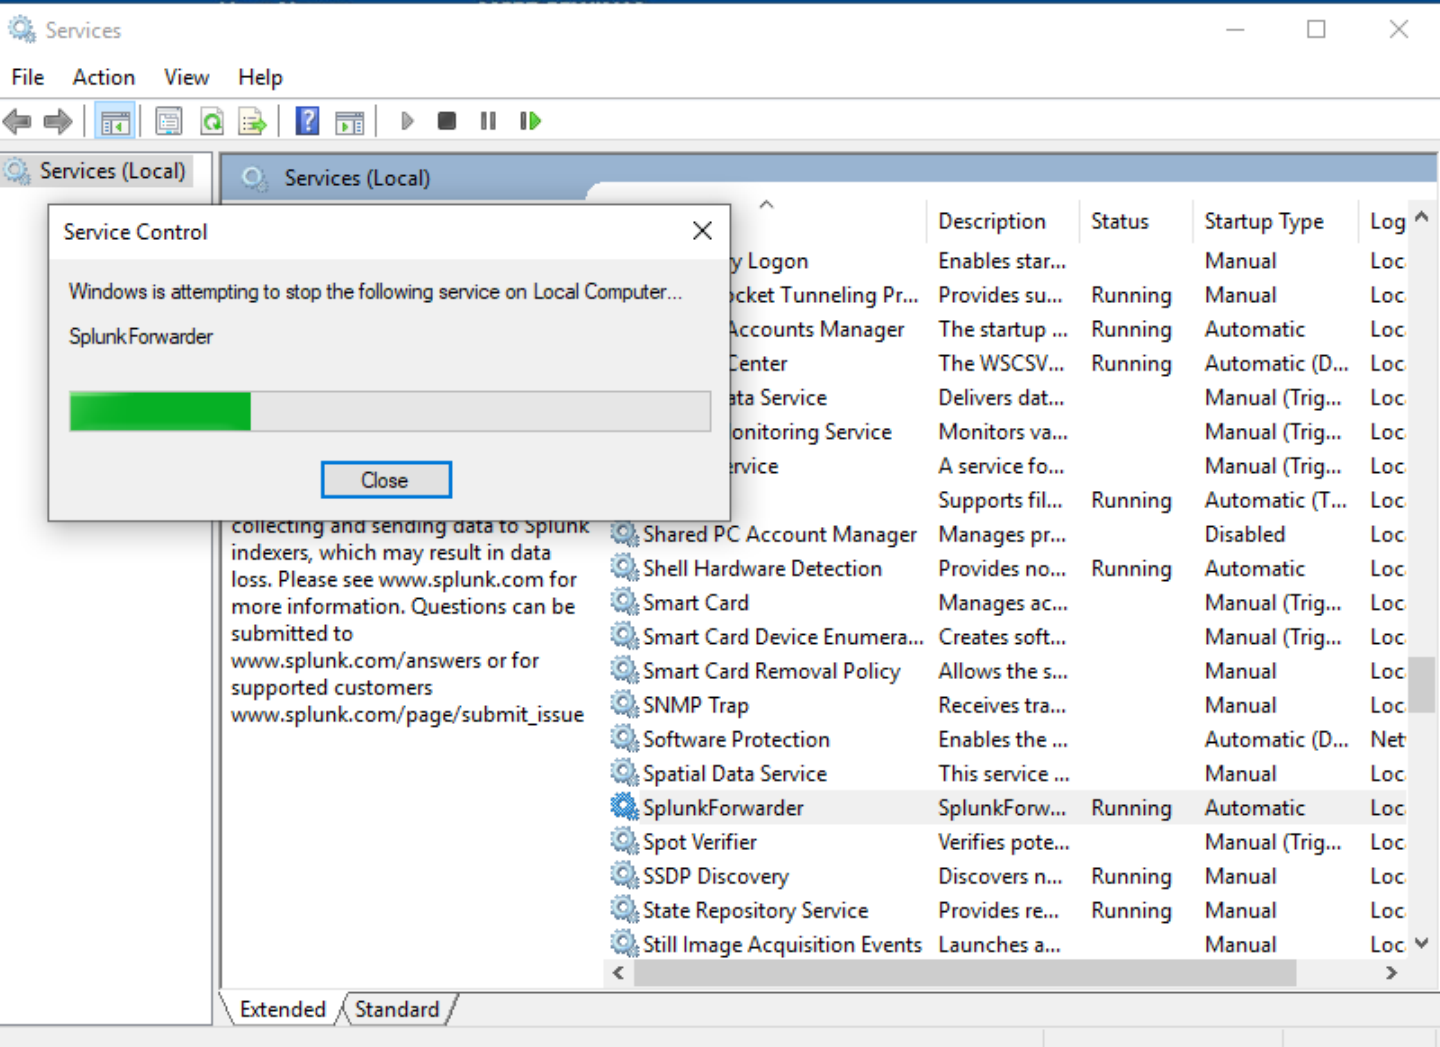 Services
File Action View Help
Services (Local)
Services (Local)
Service Control
Windows is attempting to stop the following service on Local Computer...
SplunkForwarder
Close
collecting and sending data to Splunk
indexers, which may result in data
loss. Please see www.splunk.com for
more information. Questions can be
submitted to
www.splunk.com/answers or for
supported customers
www.splunk.com/page/submit_issue
Description Status Startup Type Log
y Logon Enables star... Manual Loc
ocket Tunneling Pr... Provides su... Running Manual Loc
Accounts Manager The startup ... Running Automatic Loc
Center The WSCSV... Running Automatic (D... Loc
ata Service Delivers dat... Manual (Trig... Loc
onitoring Service Monitors va... Manual (Trig... Loc
ervice A service fo... Manual (Trig... Loc
Supports fil... Running Automatic (T... Loc
Shared PC Account Manager Manages pr... Disabled Loc
Shell Hardware Detection Provides no... Running Automatic Loc
Smart Card Manages ac... Manual (Trig... Loc
Smart Card Device Enumera... Creates soft... Manual (Trig... Loc
Smart Card Removal Policy Allows the s... Manual Loc
SNMP Trap Receives tra... Manual Loc
Software Protection Enables the ... Automatic (D... Net
Spatial Data Service This service ... Manual Loc
SplunkForwarder SplunkForw... Running Automatic Loc
Spot Verifier Verifies pote... Manual (Trig... Loc
SSDP Discovery Discovers n... Running Manual Loc
State Repository Service Provides re... Running Manual Loc
Still Image Acquisition Events Launches a... Manual Loc
Extended Standard